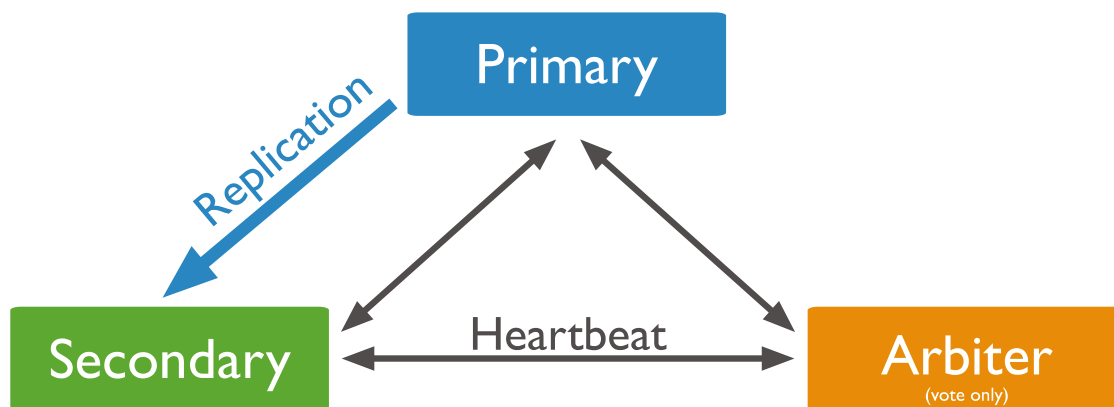 Primary
Replication
Heartbeat
Secondary
Arbiter
(vote only)